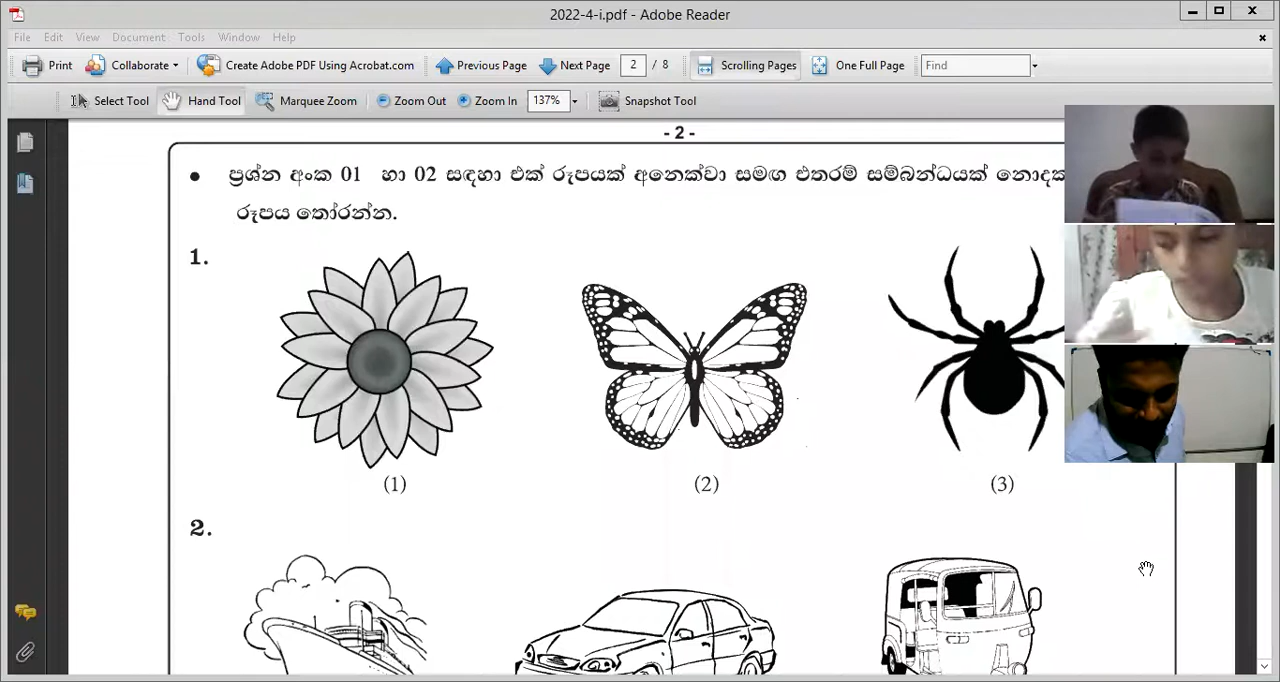 2022-4-i.pdf - Adobe Reader
File Edit View Document Tools Window Help
Print Collaborate Create Adobe PDF Using Acrobat.com Previous Page Next Page 2 / 8 Scrolling Pages One Full Page Find
Select Tool Hand Tool Marquee Zoom Zoom Out Zoom In 137% Snapshot Tool
- 2 -
• ප්‍රශ්න අංක 01 හා 02 සඳහා එක් රූපයක් අනෙක්වා සමඟ එතරම් සම්බන්ධයක් නොදක
රූපය තෝරන්න.
1.
(1) (2) (3)
2.